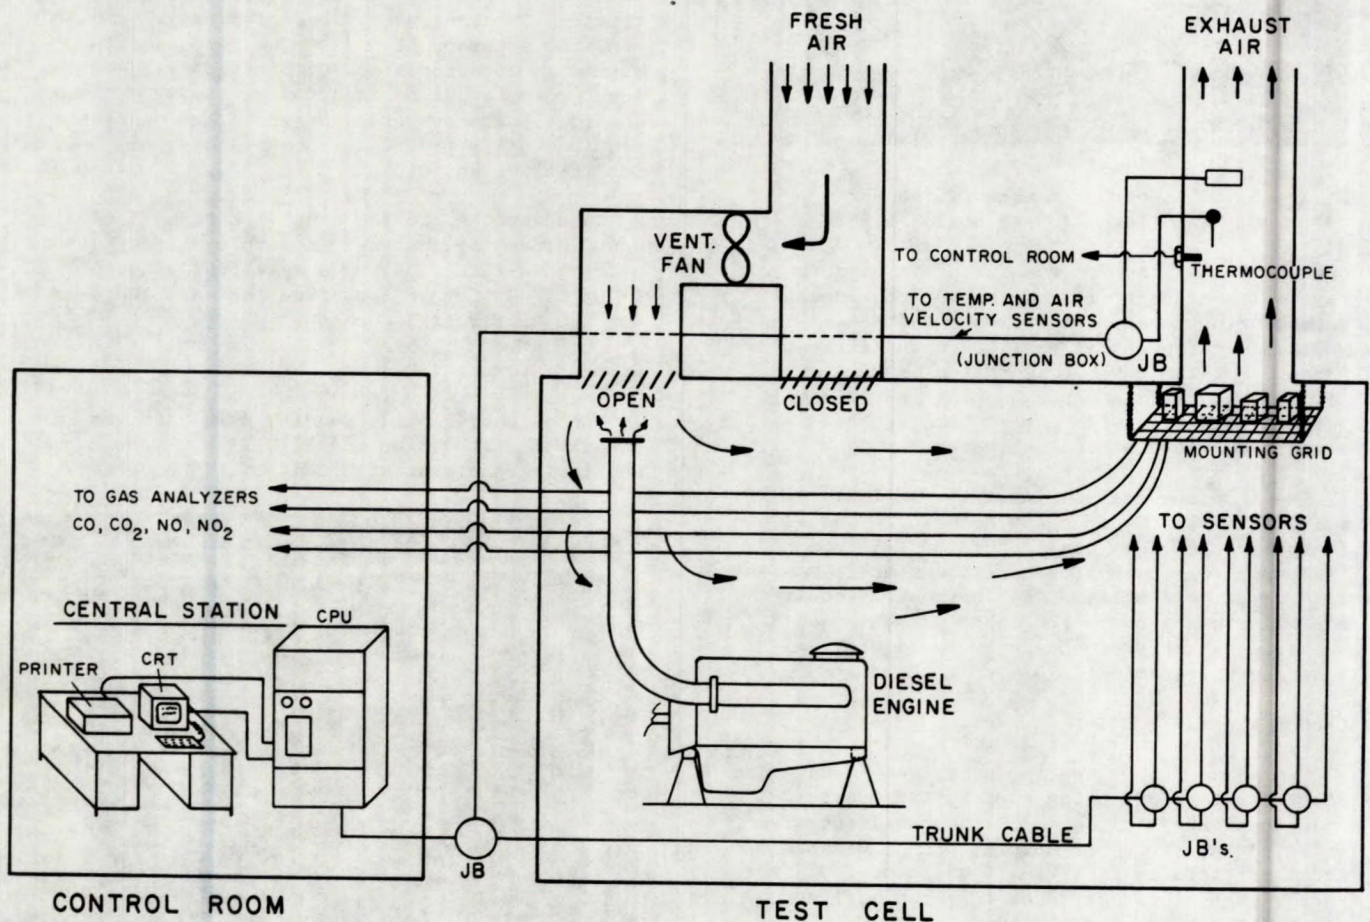 FRESH
AIR
EXHAUST
AIR
VENT.
FAN
TO CONTROL ROOM
THERMOCOUPLE
TO TEMP. AND AIR
VELOCITY SENSORS
(JUNCTION BOX)
JB
OPEN
CLOSED
MOUNTING GRID
TO GAS ANALYZERS
CO, CO₂, NO, NO₂
TO SENSORS
CENTRAL STATION
CPU
PRINTER
CRT
DIESEL
ENGINE
TRUNK CABLE
JB
JB's.
CONTROL ROOM
TEST CELL